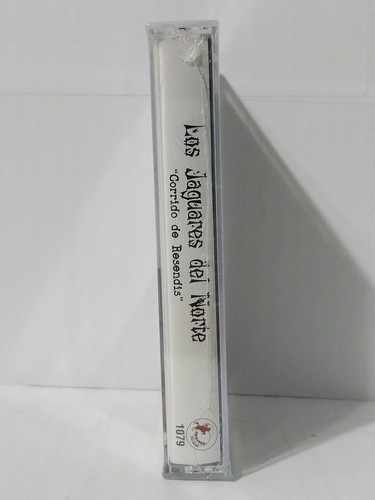 Los Jaguares del Norte
"Corrido de Resendis"
1079